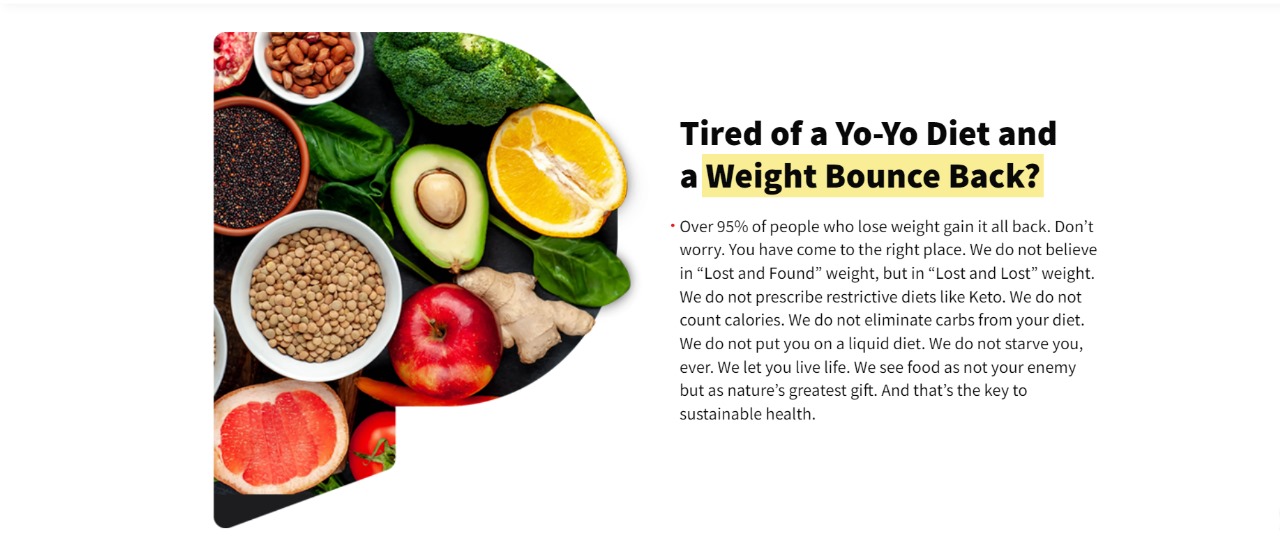 Tired of a Yo-Yo Diet and
a Weight Bounce Back?
Over 95% of people who lose weight gain it all back. Don’t
worry. You have come to the right place. We do not believe
in “Lost and Found” weight, but in “Lost and Lost” weight.
We do not prescribe restrictive diets like Keto. We do not
count calories. We do not eliminate carbs from your diet.
We do not put you on a liquid diet. We do not starve you,
ever. We let you live life. We see food as not your enemy
but as nature’s greatest gift. And that’s the key to
sustainable health.